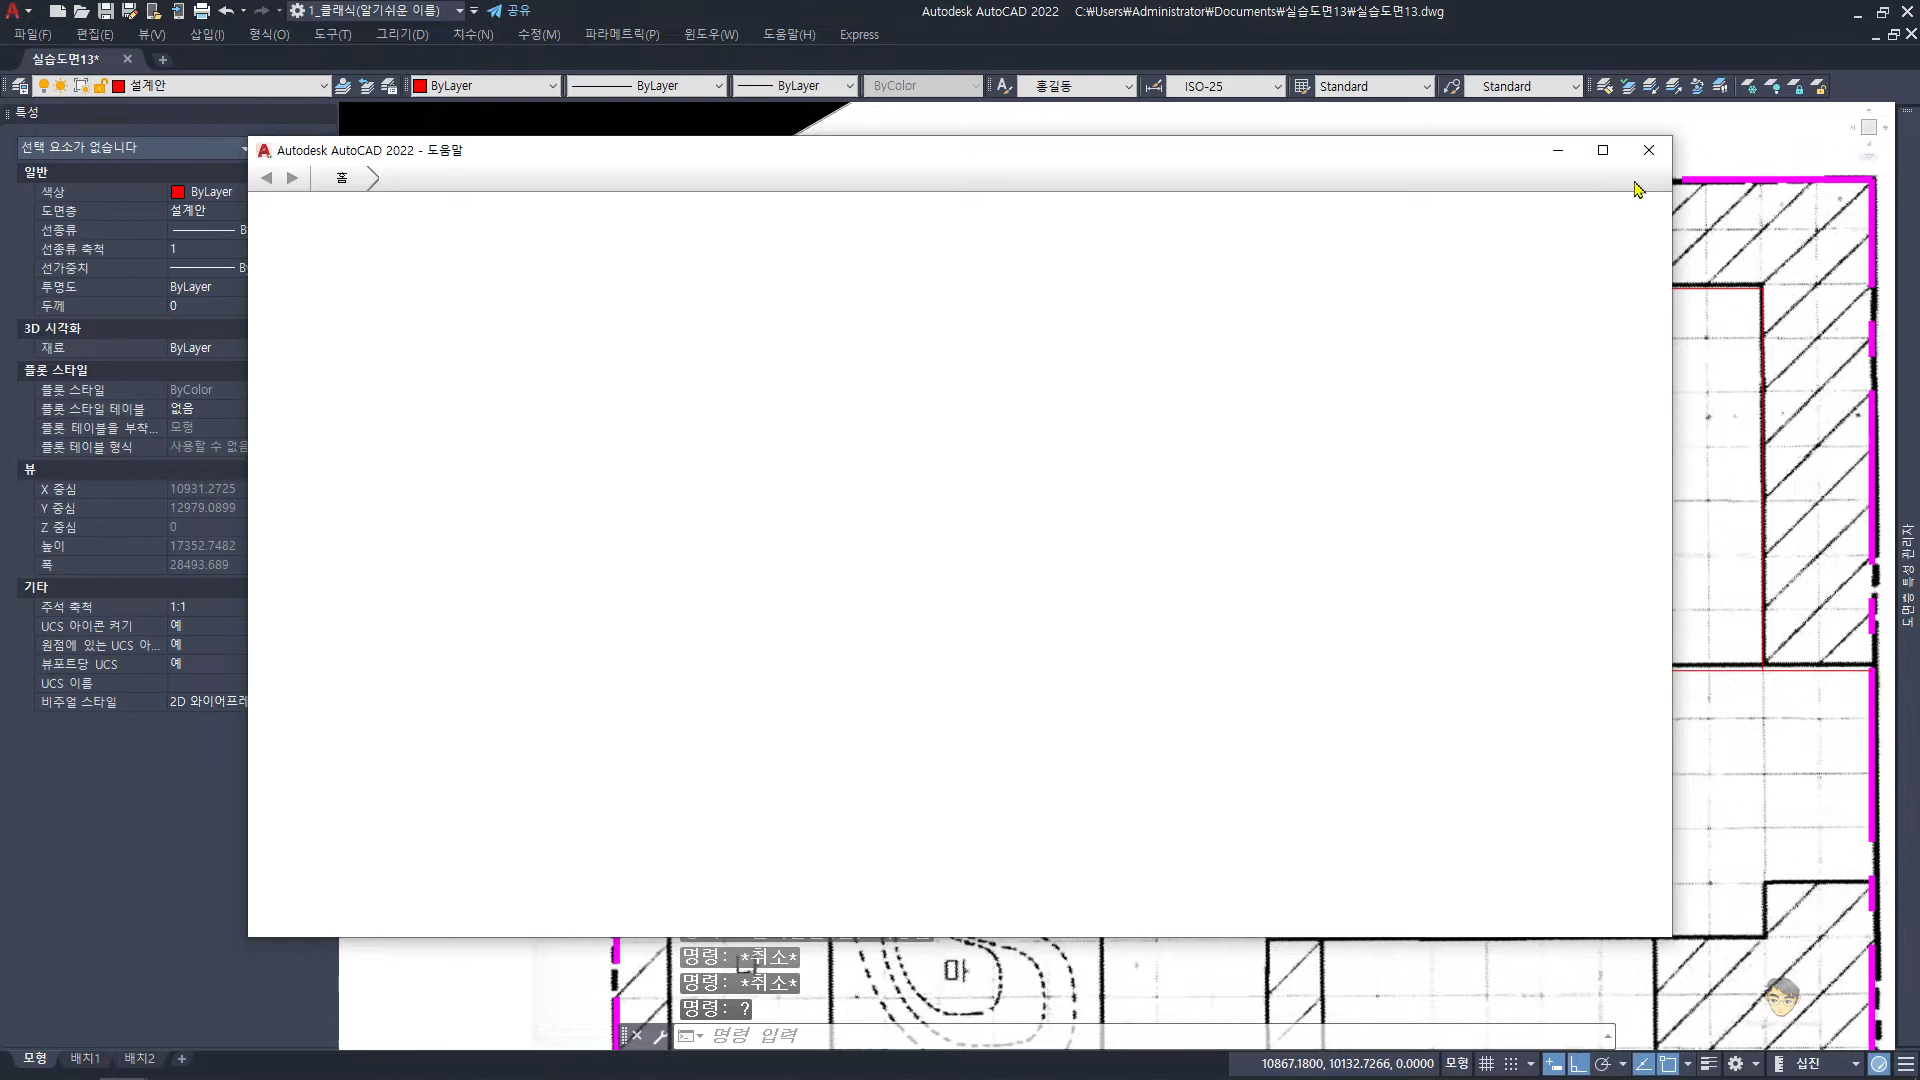 1_클래식(알기쉬운 이름)
공유
Autodesk AutoCAD 2022 C:₩Users₩Administrator₩Documents₩실습도면13₩실습도면13.dwg
파일(F) 편집(E) 뷰(V) 삽입(I) 형식(O) 도구(T) 그리기(D) 치수(N) 수정(M) 파라메트릭(P) 윈도우(W) 도움말(H) Express
실습도면13*
설계안 ByLayer ByLayer ByLayer ByColor 홍길동 ISO-25 Standard Standard
특성
선택 요소가 없습니다
Autodesk AutoCAD 2022 - 도움말
홈
일반
색상 ByLayer
도면층 설계안
선종류
선종류 축척 1
선가중치
투명도 ByLayer
두께 0
3D 시각화
재료 ByLayer
플롯 스타일
플롯 스타일 ByColor
플롯 스타일 테이블 없음
플롯 테이블을 부착... 모형
플롯 테이블 형식 사용할 수 없음
뷰
X 중심 10931.2725
Y 중심 12979.0899
Z 중심 0
높이 17352.7482
폭 28493.689
기타
주석 축척 1:1
UCS 아이콘 켜기 예
원점에 있는 UCS 아... 예
뷰포트당 UCS 예
UCS 이름
비주얼 스타일 2D 와이어프레
도면층 특성 관리자
마
명령: *취소*
명령: *취소*
명령: ?
명령 입력
모형 배치1 배치2
10867.1800, 10132.7266, 0.0000 모형 십진